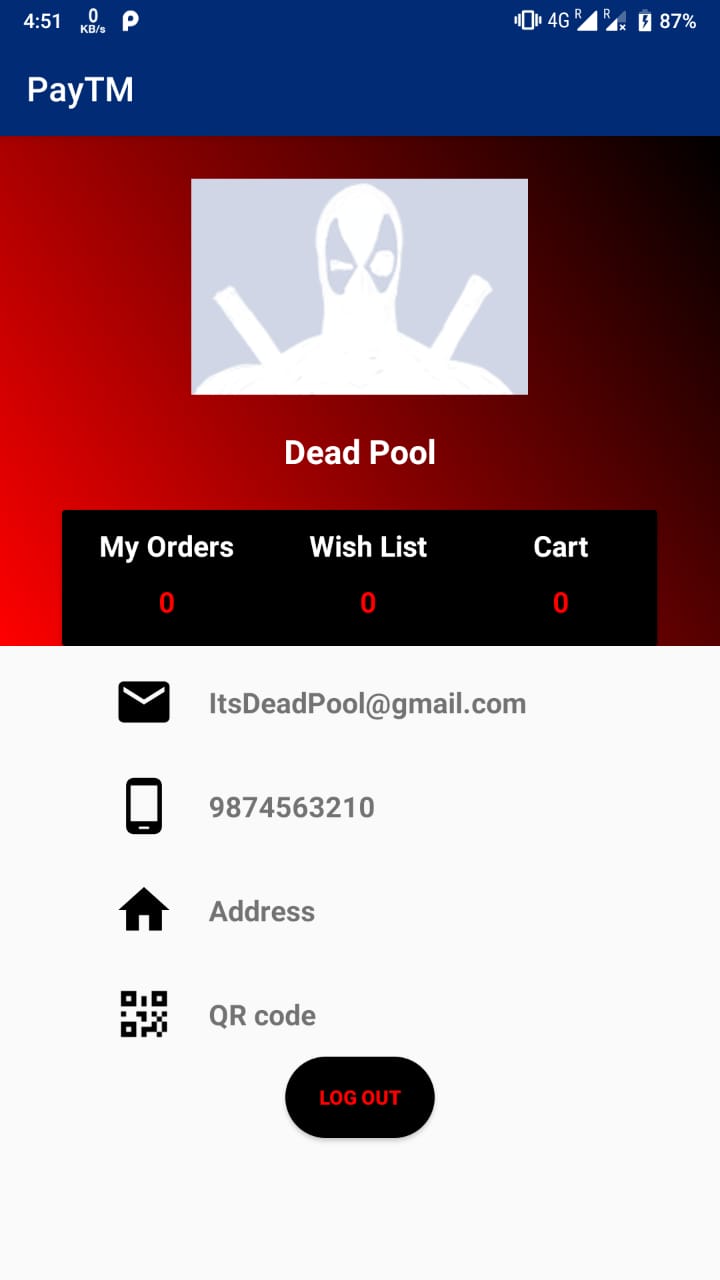 4:51 0 KB/s 4G R R 87%
PayTM
Dead Pool
My Orders Wish List Cart
0 0 0
ItsDeadPool@gmail.com
9874563210
Address
QR code
LOG OUT